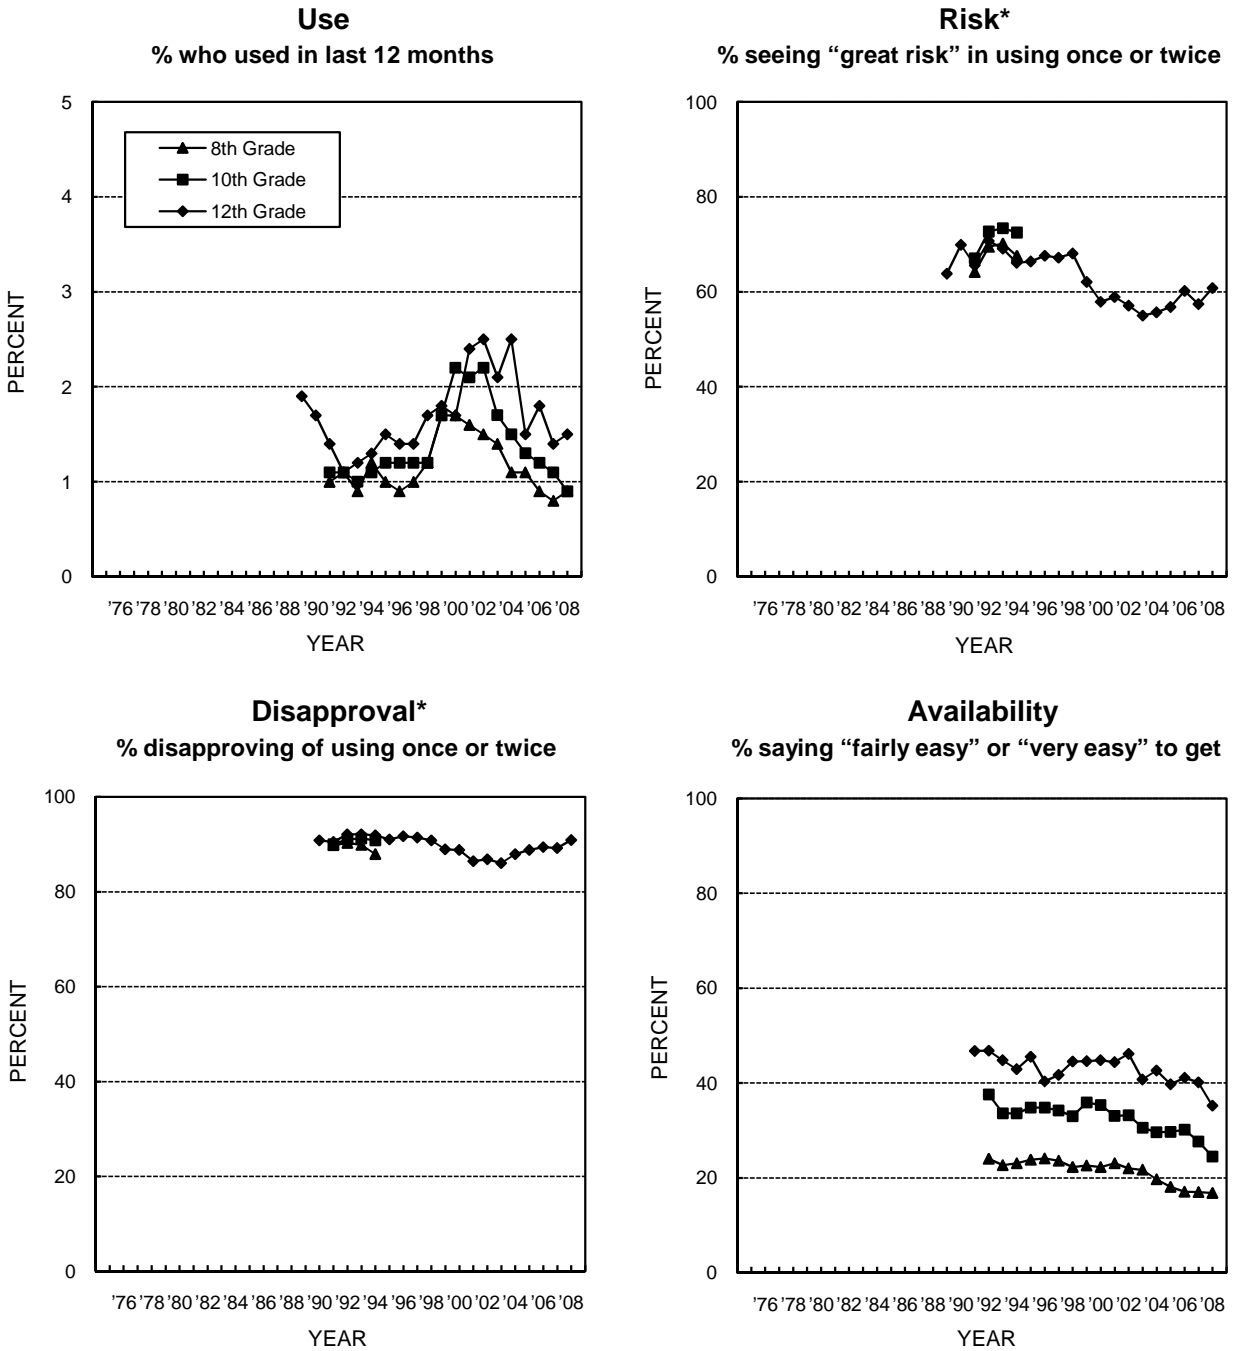 Use
% who used in last 12 months
5
4
3
2
1
0
PERCENT
8th Grade
10th Grade
12th Grade
’76 ’78 ’80 ’82 ’84 ’86 ’88 ’90 ’92 ’94 ’96 ’98 ’00 ’02 ’04 ’06 ’08
YEAR
Risk*
% seeing “great risk” in using once or twice
100
80
60
40
20
0
PERCENT
’76 ’78 ’80 ’82 ’84 ’86 ’88 ’90 ’92 ’94 ’96 ’98 ’00 ’02 ’04 ’06 ’08
YEAR
Disapproval*
% disapproving of using once or twice
100
80
60
40
20
0
PERCENT
’76 ’78 ’80 ’82 ’84 ’86 ’88 ’90 ’92 ’94 ’96 ’98 ’00 ’02 ’04 ’06 ’08
YEAR
Availability
% saying “fairly easy” or “very easy” to get
100
80
60
40
20
0
PERCENT
’76 ’78 ’80 ’82 ’84 ’86 ’88 ’90 ’92 ’94 ’96 ’98 ’00 ’02 ’04 ’06 ’08
YEAR